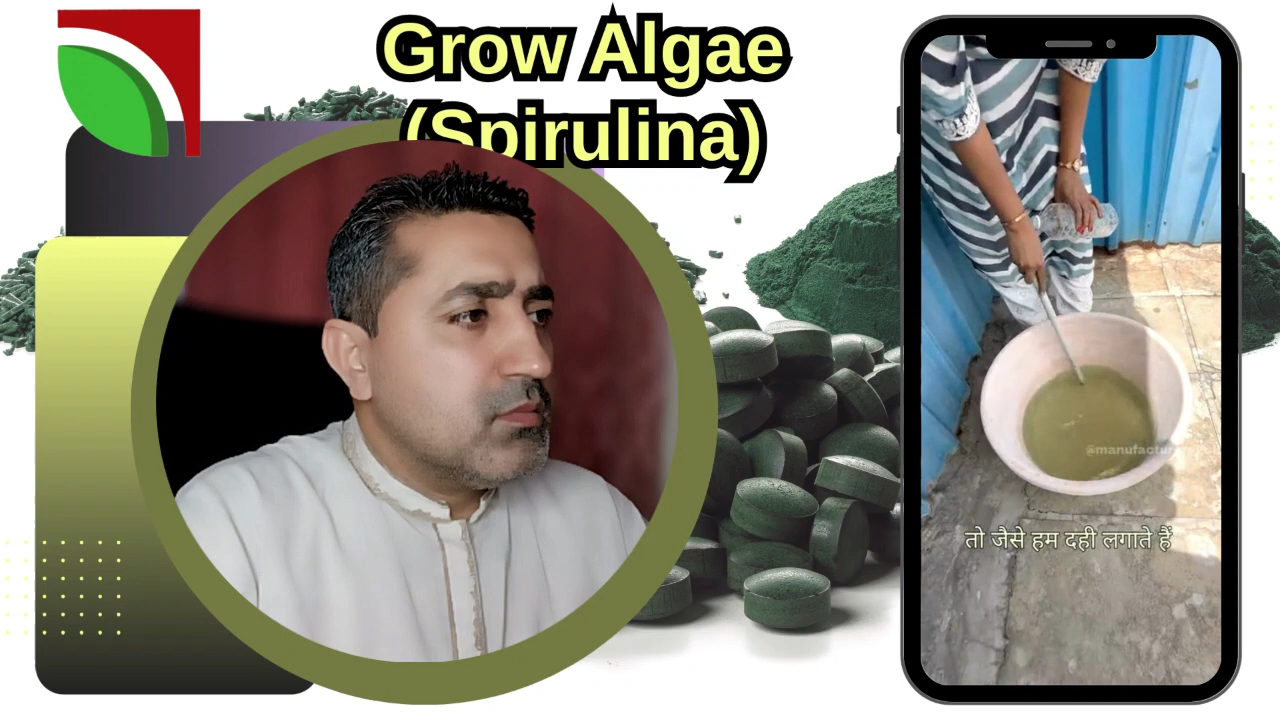 Grow Algae
(Spirulina)
तो जैसे हम दही लगाते हैं